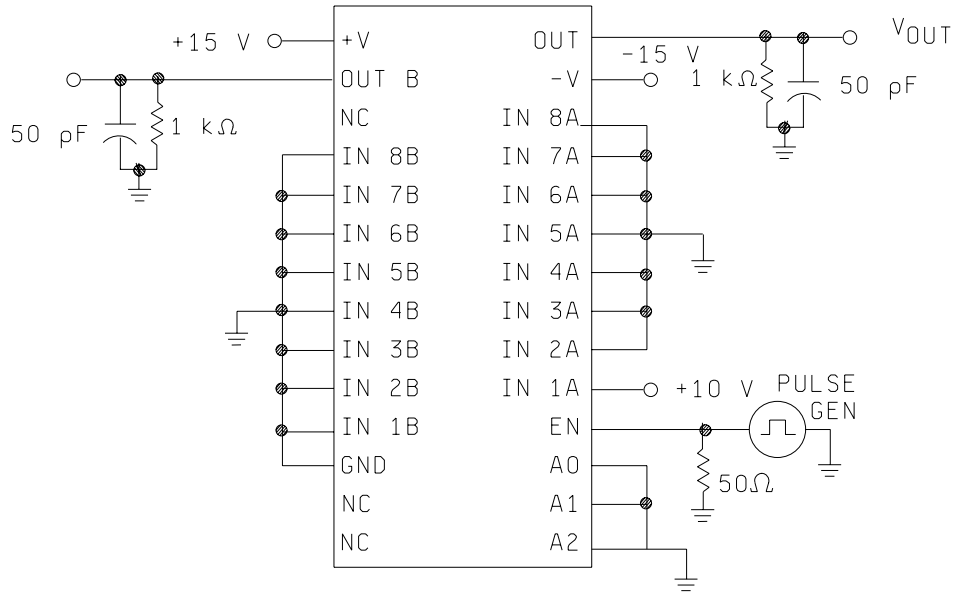 +15 V
50 pF
1 kΩ
+V
OUT B
NC
IN 8B
IN 7B
IN 6B
IN 5B
IN 4B
IN 3B
IN 2B
IN 1B
GND
NC
NC
OUT
-V
IN 8A
IN 7A
IN 6A
IN 5A
IN 4A
IN 3A
IN 2A
IN 1A
EN
A0
A1
A2
VOUT
-15 V
1 kΩ
50 pF
+10 V
PULSE
GEN
50Ω